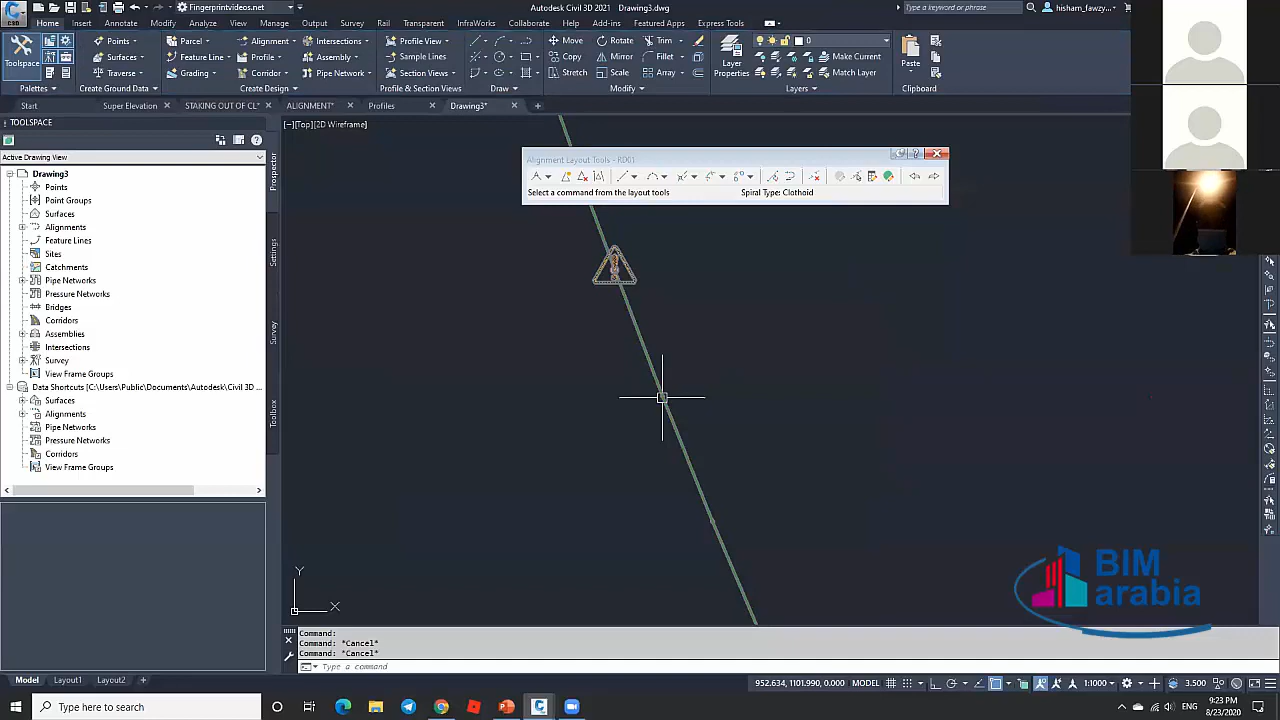 Fingerprintvideos.net
Autodesk Civil 3D 2021 Drawing3.dwg
Type a keyword or phrase
hisham_fawzy...
C3D
Home Insert Annotate Modify Analyze View Manage Output Survey Rail Transparent InfraWorks Collaborate Help Add-ins Featured Apps Express Tools
Toolspace
Palettes
Points
Surfaces
Traverse
Create Ground Data
Parcel
Feature Line
Grading
Alignment
Profile
Corridor
Intersections
Assembly
Pipe Network
Create Design
Profile View
Sample Lines
Section Views
Profile & Section Views
Draw
Move
Copy
Stretch
Rotate
Mirror
Scale
Trim
Fillet
Array
Modify
Layer
Properties
0
Make Current
Match Layer
Layers
Paste
Clipboard
Start Super Elevation STAKING OUT OF CL* ALIGNMENT* Profiles Drawing3*
TOOLSPACE
Active Drawing View
Drawing3
Points
Point Groups
Surfaces
Alignments
Feature Lines
Sites
Catchments
Pipe Networks
Pressure Networks
Bridges
Corridors
Assemblies
Intersections
Survey
View Frame Groups
Data Shortcuts [C:\Users\Public\Documents\Autodesk\Civil 3D ...
Surfaces
Alignments
Pipe Networks
Pressure Networks
Corridors
View Frame Groups
Prospector
Settings
Survey
Toolbox
[−][Top][2D Wireframe]
Alignment Layout Tools - RD01
Select a command from the layout tools Spiral Type: Clothoid
Y
X
BIM
arabia
Command:
Command: *Cancel*
Command: *Cancel*
Type a command
Model Layout1 Layout2
952.634, 1101.990, 0.000 MODEL 1:1000 3.500
Type here to search
ENG
9:23 PM
8/23/2020